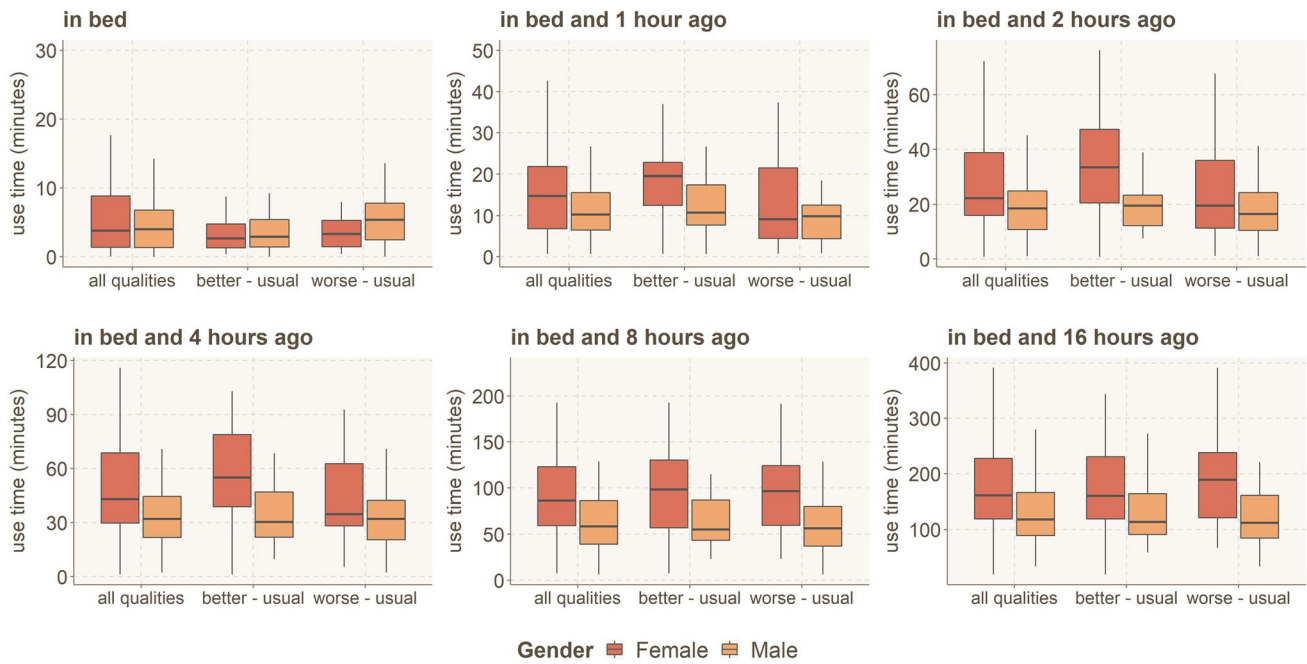 in bed
in bed and 1 hour ago
in bed and 2 hours ago
use time (minutes)
30
20
10
0
all qualities
better - usual
worse - usual
use time (minutes)
50
40
30
20
10
0
all qualities
better - usual
worse - usual
use time (minutes)
60
40
20
0
all qualities
better - usual
worse - usual
in bed and 4 hours ago
in bed and 8 hours ago
in bed and 16 hours ago
use time (minutes)
120
90
60
30
0
all qualities
better - usual
worse - usual
use time (minutes)
200
150
100
50
0
all qualities
better - usual
worse - usual
use time (minutes)
400
300
200
100
all qualities
better - usual
worse - usual
Gender Female Male